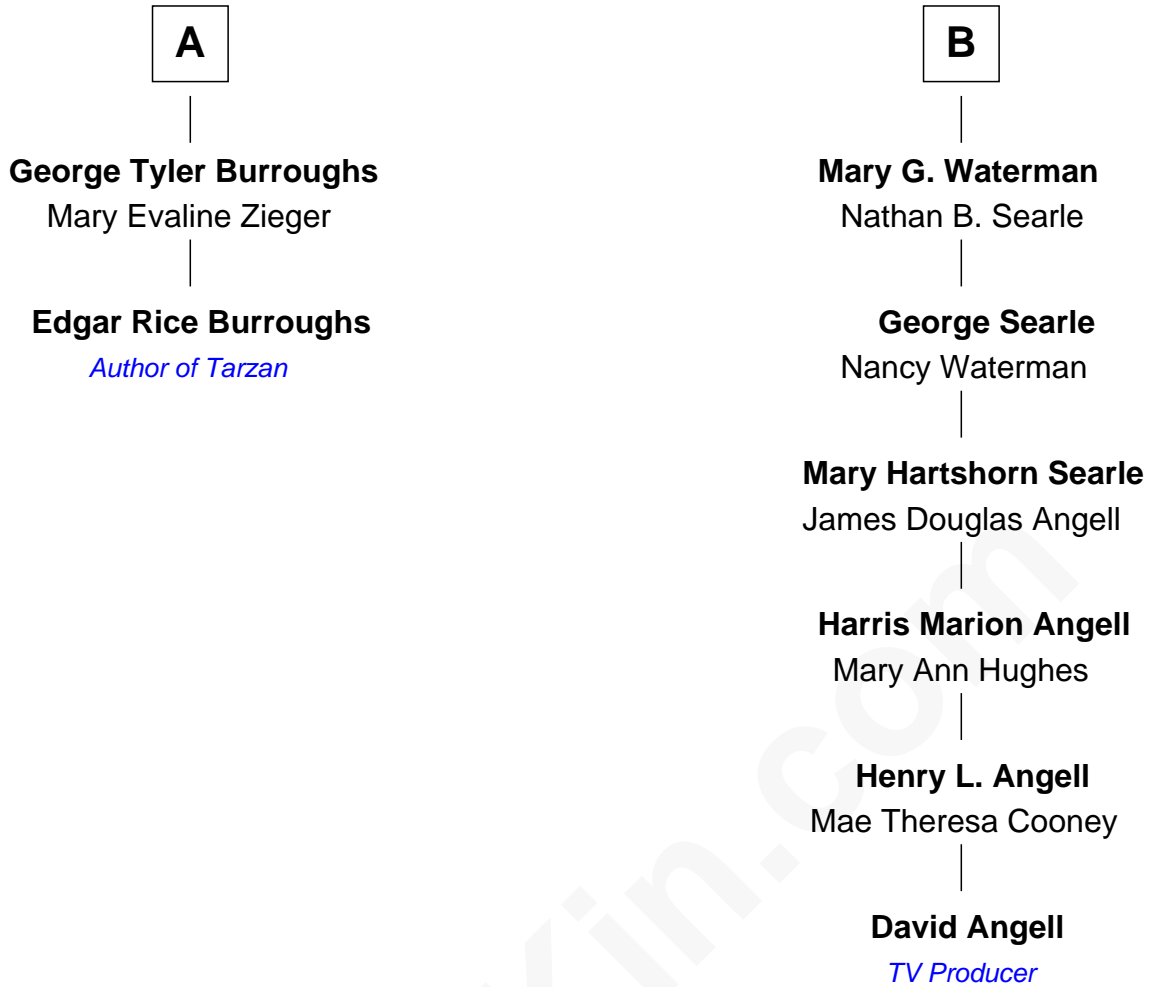 A
George Tyler Burroughs
Mary Evaline Zieger
Edgar Rice Burroughs
Author of Tarzan
B
Mary G. Waterman
Nathan B. Searle
George Searle
Nancy Waterman
Mary Hartshorn Searle
James Douglas Angell
Harris Marion Angell
Mary Ann Hughes
Henry L. Angell
Mae Theresa Cooney
David Angell
TV Producer
Kin.com